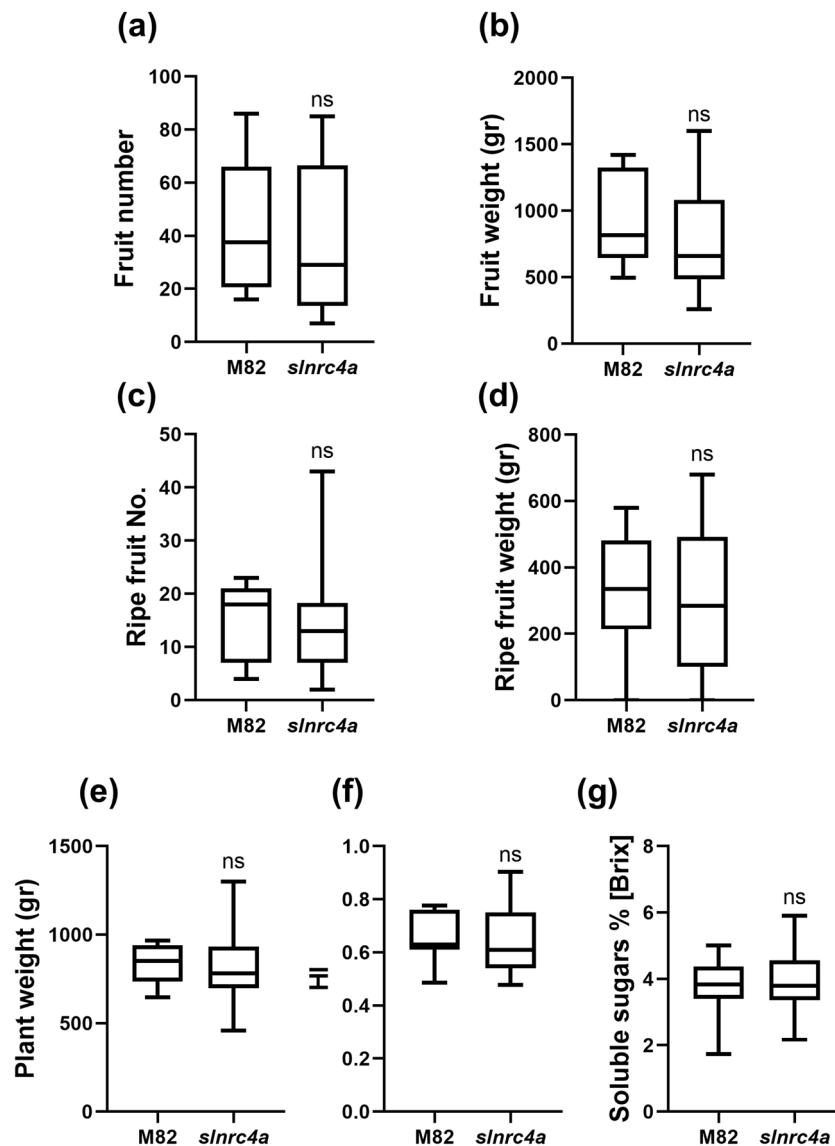 (a)
Fruit number
100
80
60
40
20
0
ns
M82 slnrc4a
(b)
Fruit weight (gr)
2000
1500
1000
500
0
ns
M82 slnrc4a
(c)
Ripe fruit No.
50
40
30
20
10
0
ns
M82 slnrc4a
(d)
Ripe fruit weight (gr)
800
600
400
200
0
ns
M82 slnrc4a
(e)
Plant weight (gr)
1500
1000
500
0
ns
M82 slnrc4a
(f)
HI
1.0
0.8
0.6
0.4
0.2
0.0
ns
M82 slnrc4a
(g)
Soluble sugars % [Brix]
8
6
4
2
0
ns
M82 slnrc4a